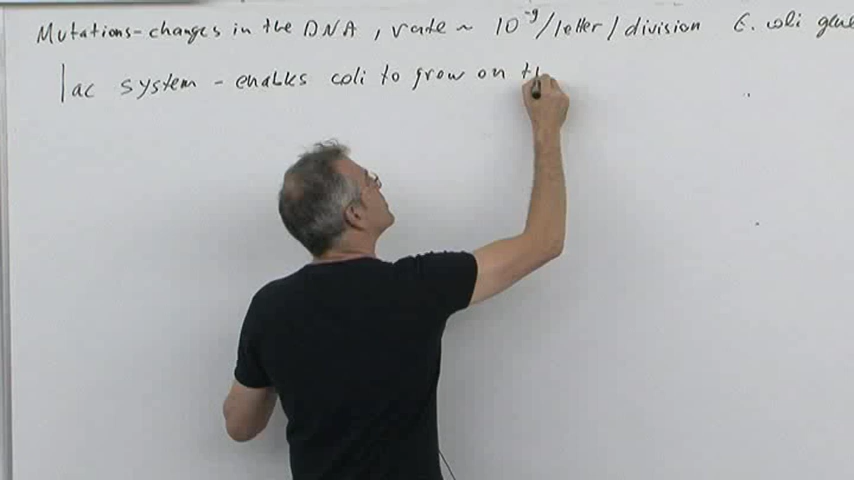 Mutations - changes in the DNA, rate ~ 10⁻⁹/letter/division E. coli gluc
lac system - enables coli to grow on th